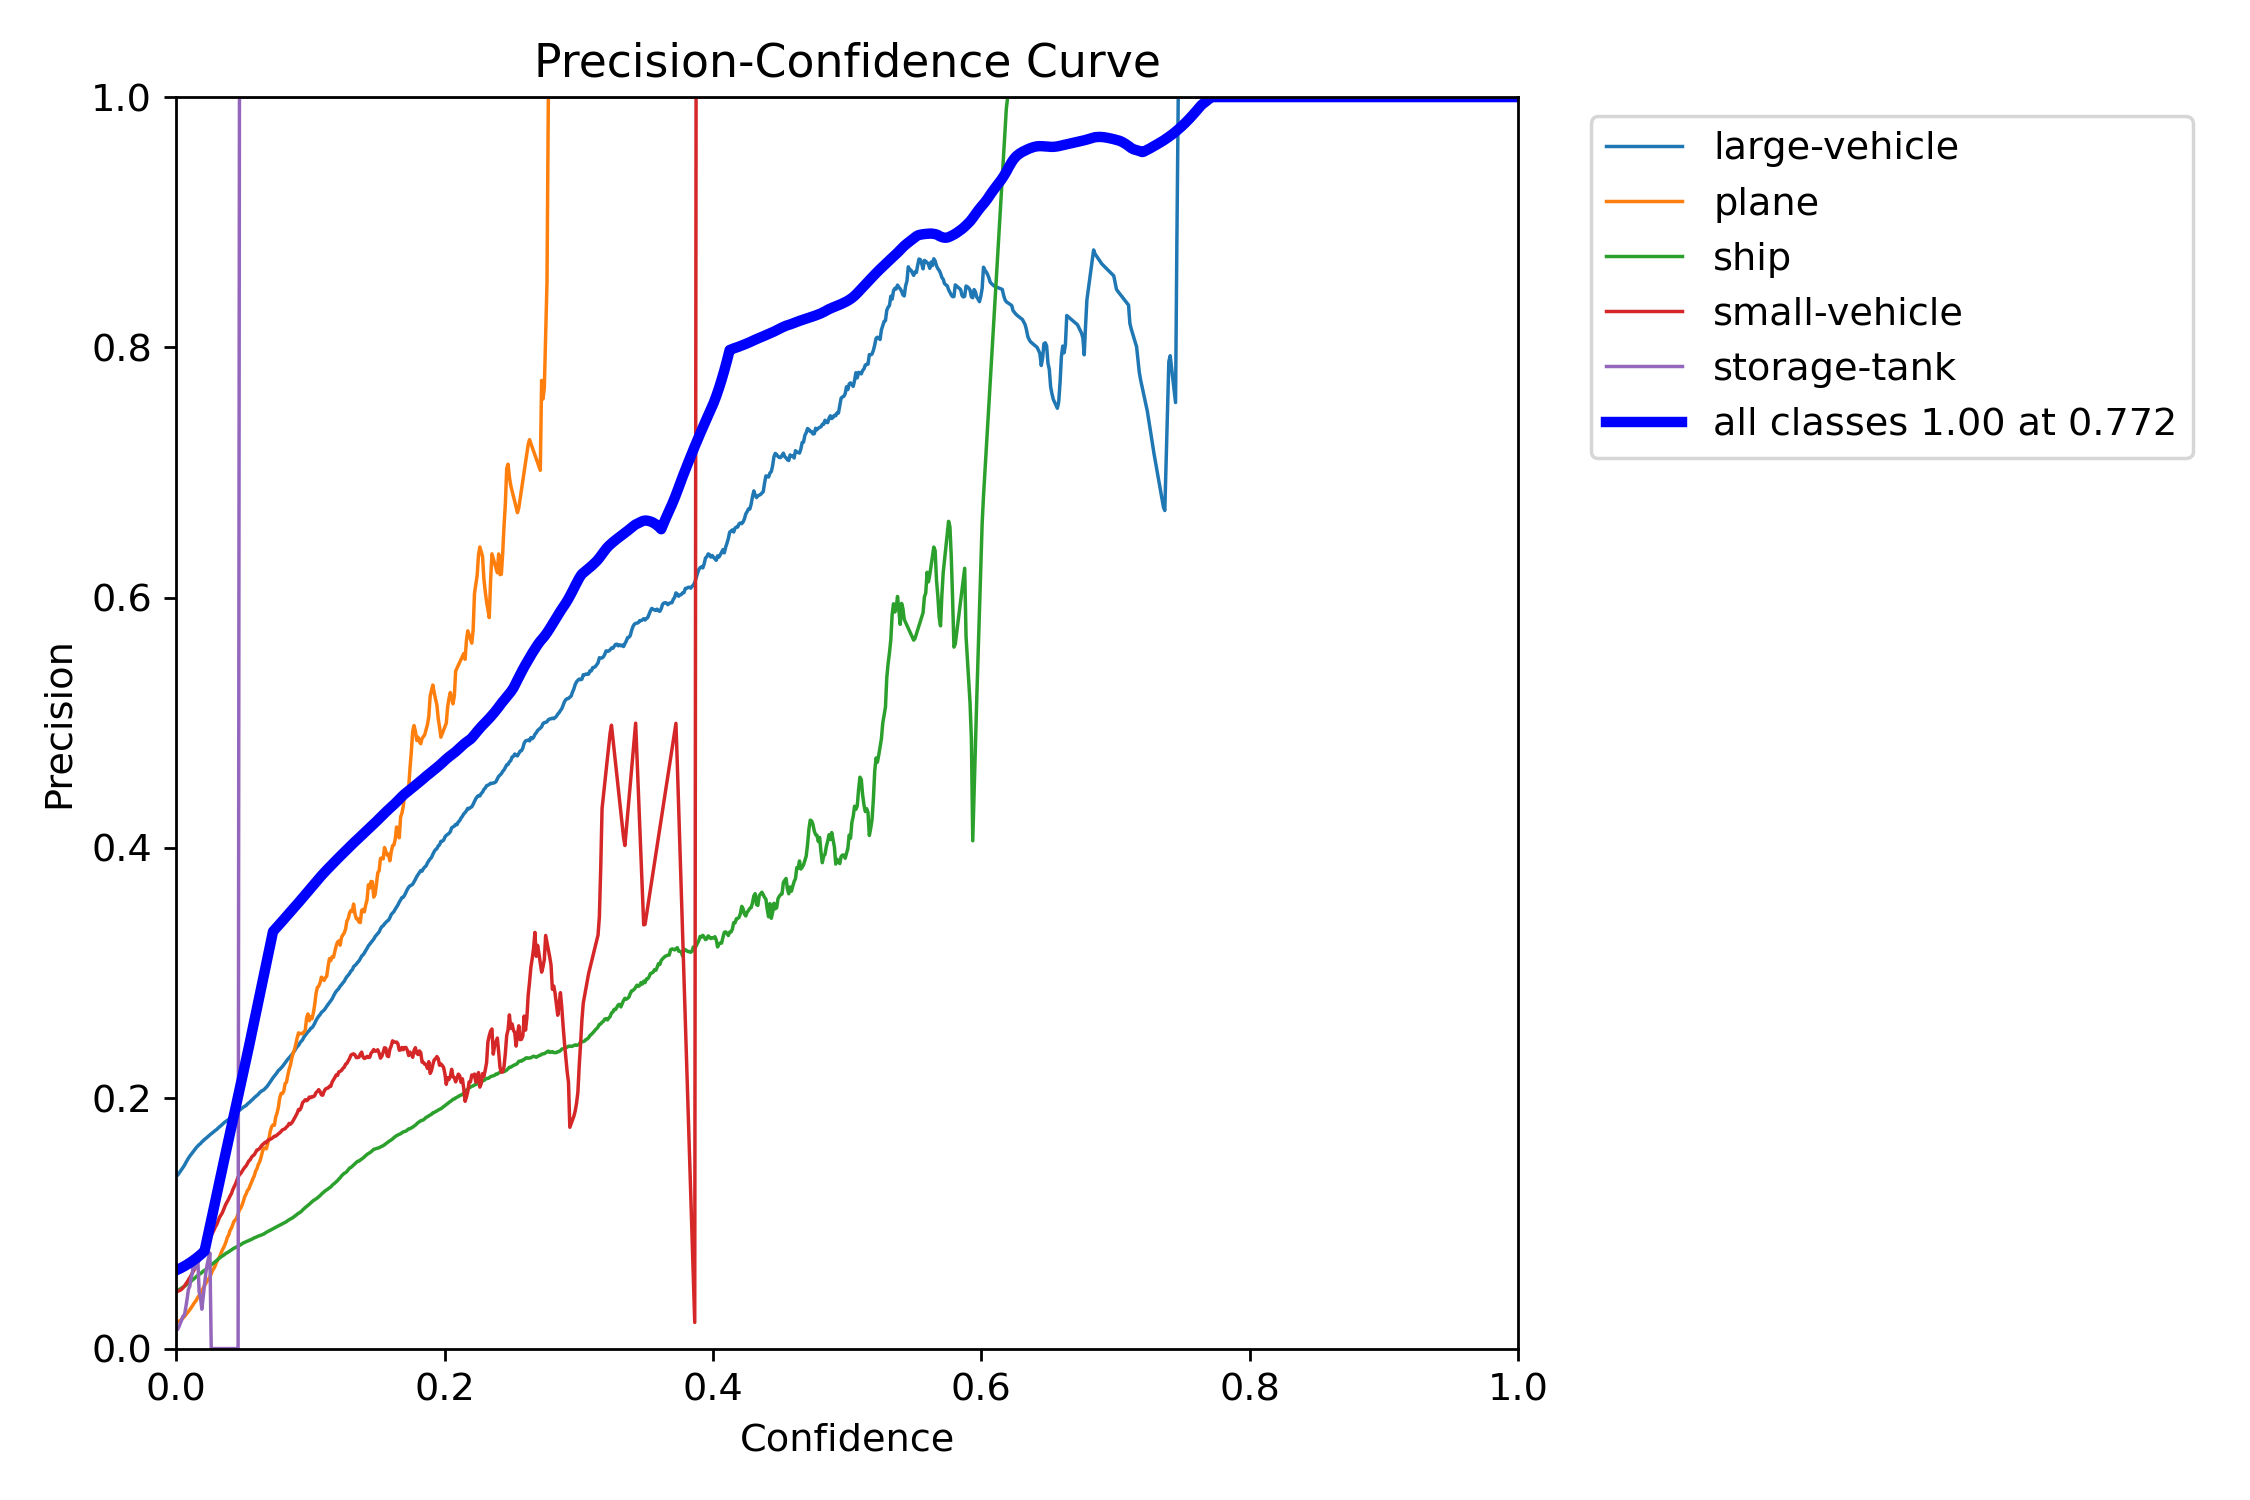 Precision-Confidence Curve
1.0
0.8
0.6
0.4
0.2
0.0
Precision
0.0 0.2 0.4 0.6 0.8 1.0
Confidence
large-vehicle
plane
ship
small-vehicle
storage-tank
all classes 1.00 at 0.772